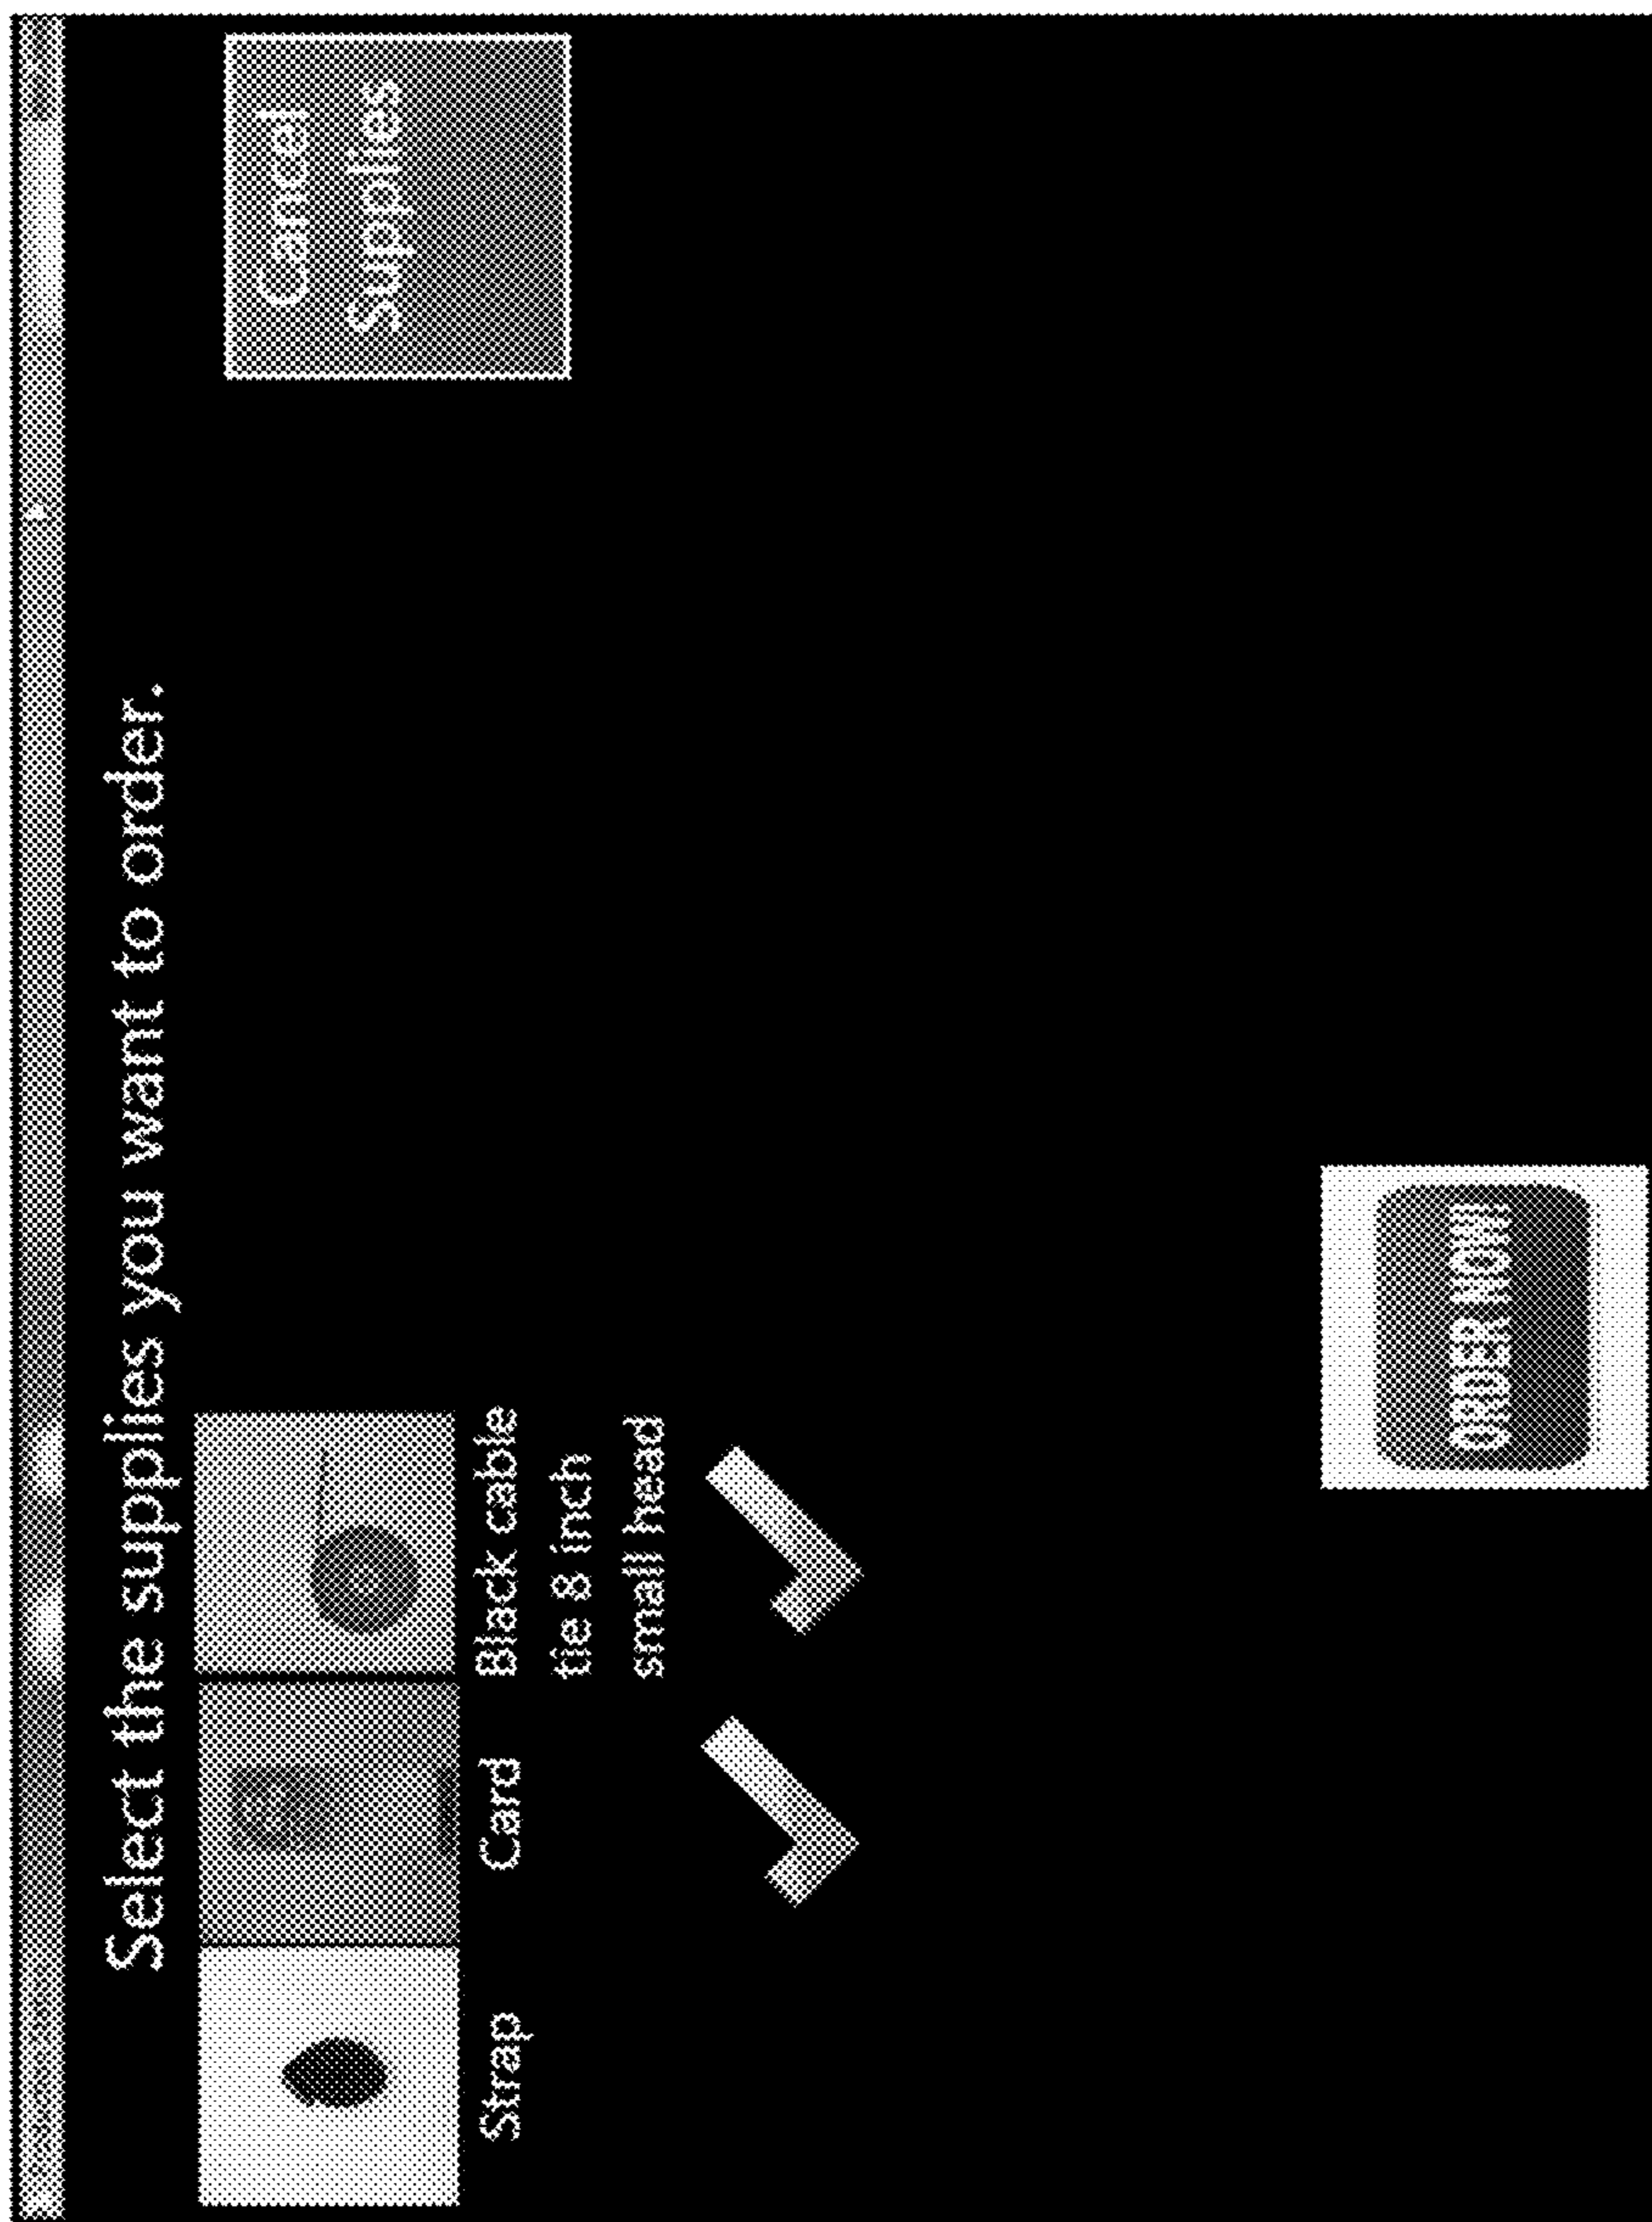 Select the supplies you want to order.
Cancel
Supplies
Strap
Card
Black cable
tie 8 inch
small head
ORDER NOW!